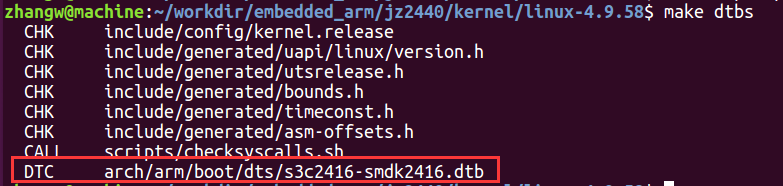 zhangw@machine:~/workdir/embedded_arm/jz2440/kernel/linux-4.9.58$ make dtbs
CHK include/config/kernel.release
CHK include/generated/uapi/linux/version.h
CHK include/generated/utsrelease.h
CHK include/generated/bounds.h
CHK include/generated/timeconst.h
CHK include/generated/asm-offsets.h
CALL scripts/checksyscalls.sh
DTC arch/arm/boot/dts/s3c2416-smdk2416.dtb